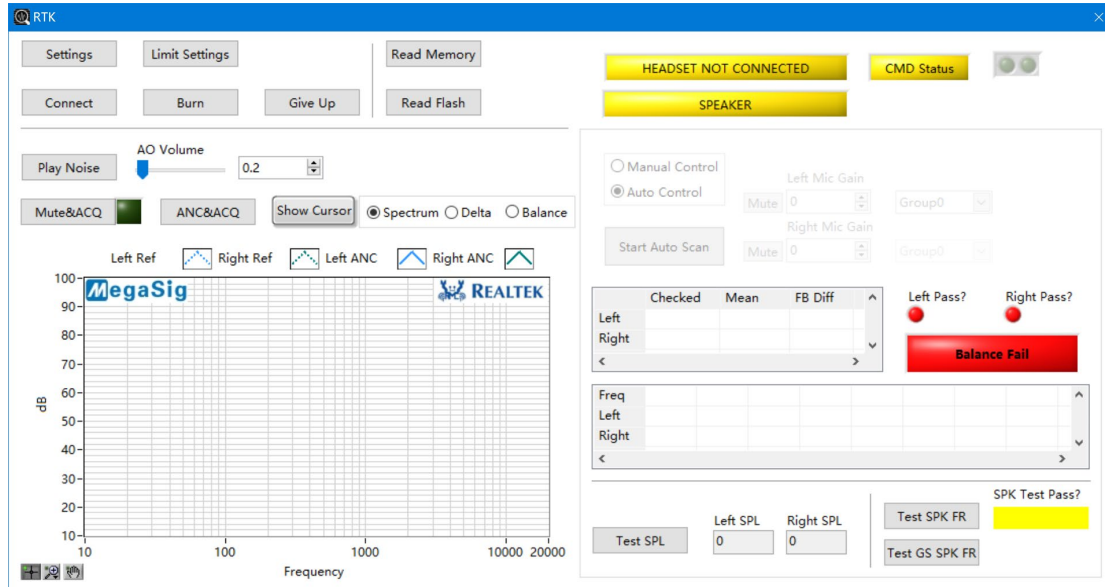 RTK
Settings
Limit Settings
Read Memory
Connect
Burn
Give Up
Read Flash
HEADSET NOT CONNECTED
CMD Status
SPEAKER
Play Noise
AO Volume
0.2
Mute&ACQ
ANC&ACQ
Show Cursor
Spectrum
Delta
Balance
Left Ref
Right Ref
Left ANC
Right ANC
MegaSig
REALTEK
100
90
80
70
60
50
40
30
20
10
dB
10
100
1000
10000
20000
Frequency
Manual Control
Auto Control
Left Mic Gain
Mute
0
Group0
Right Mic Gain
Start Auto Scan
Mute
0
Group0
Checked Mean FB Diff
Left
Right
Left Pass?
Right Pass?
Balance Fail
Freq
Left
Right
Test SPL
Left SPL
0
Right SPL
0
Test SPK FR
Test GS SPK FR
SPK Test Pass?